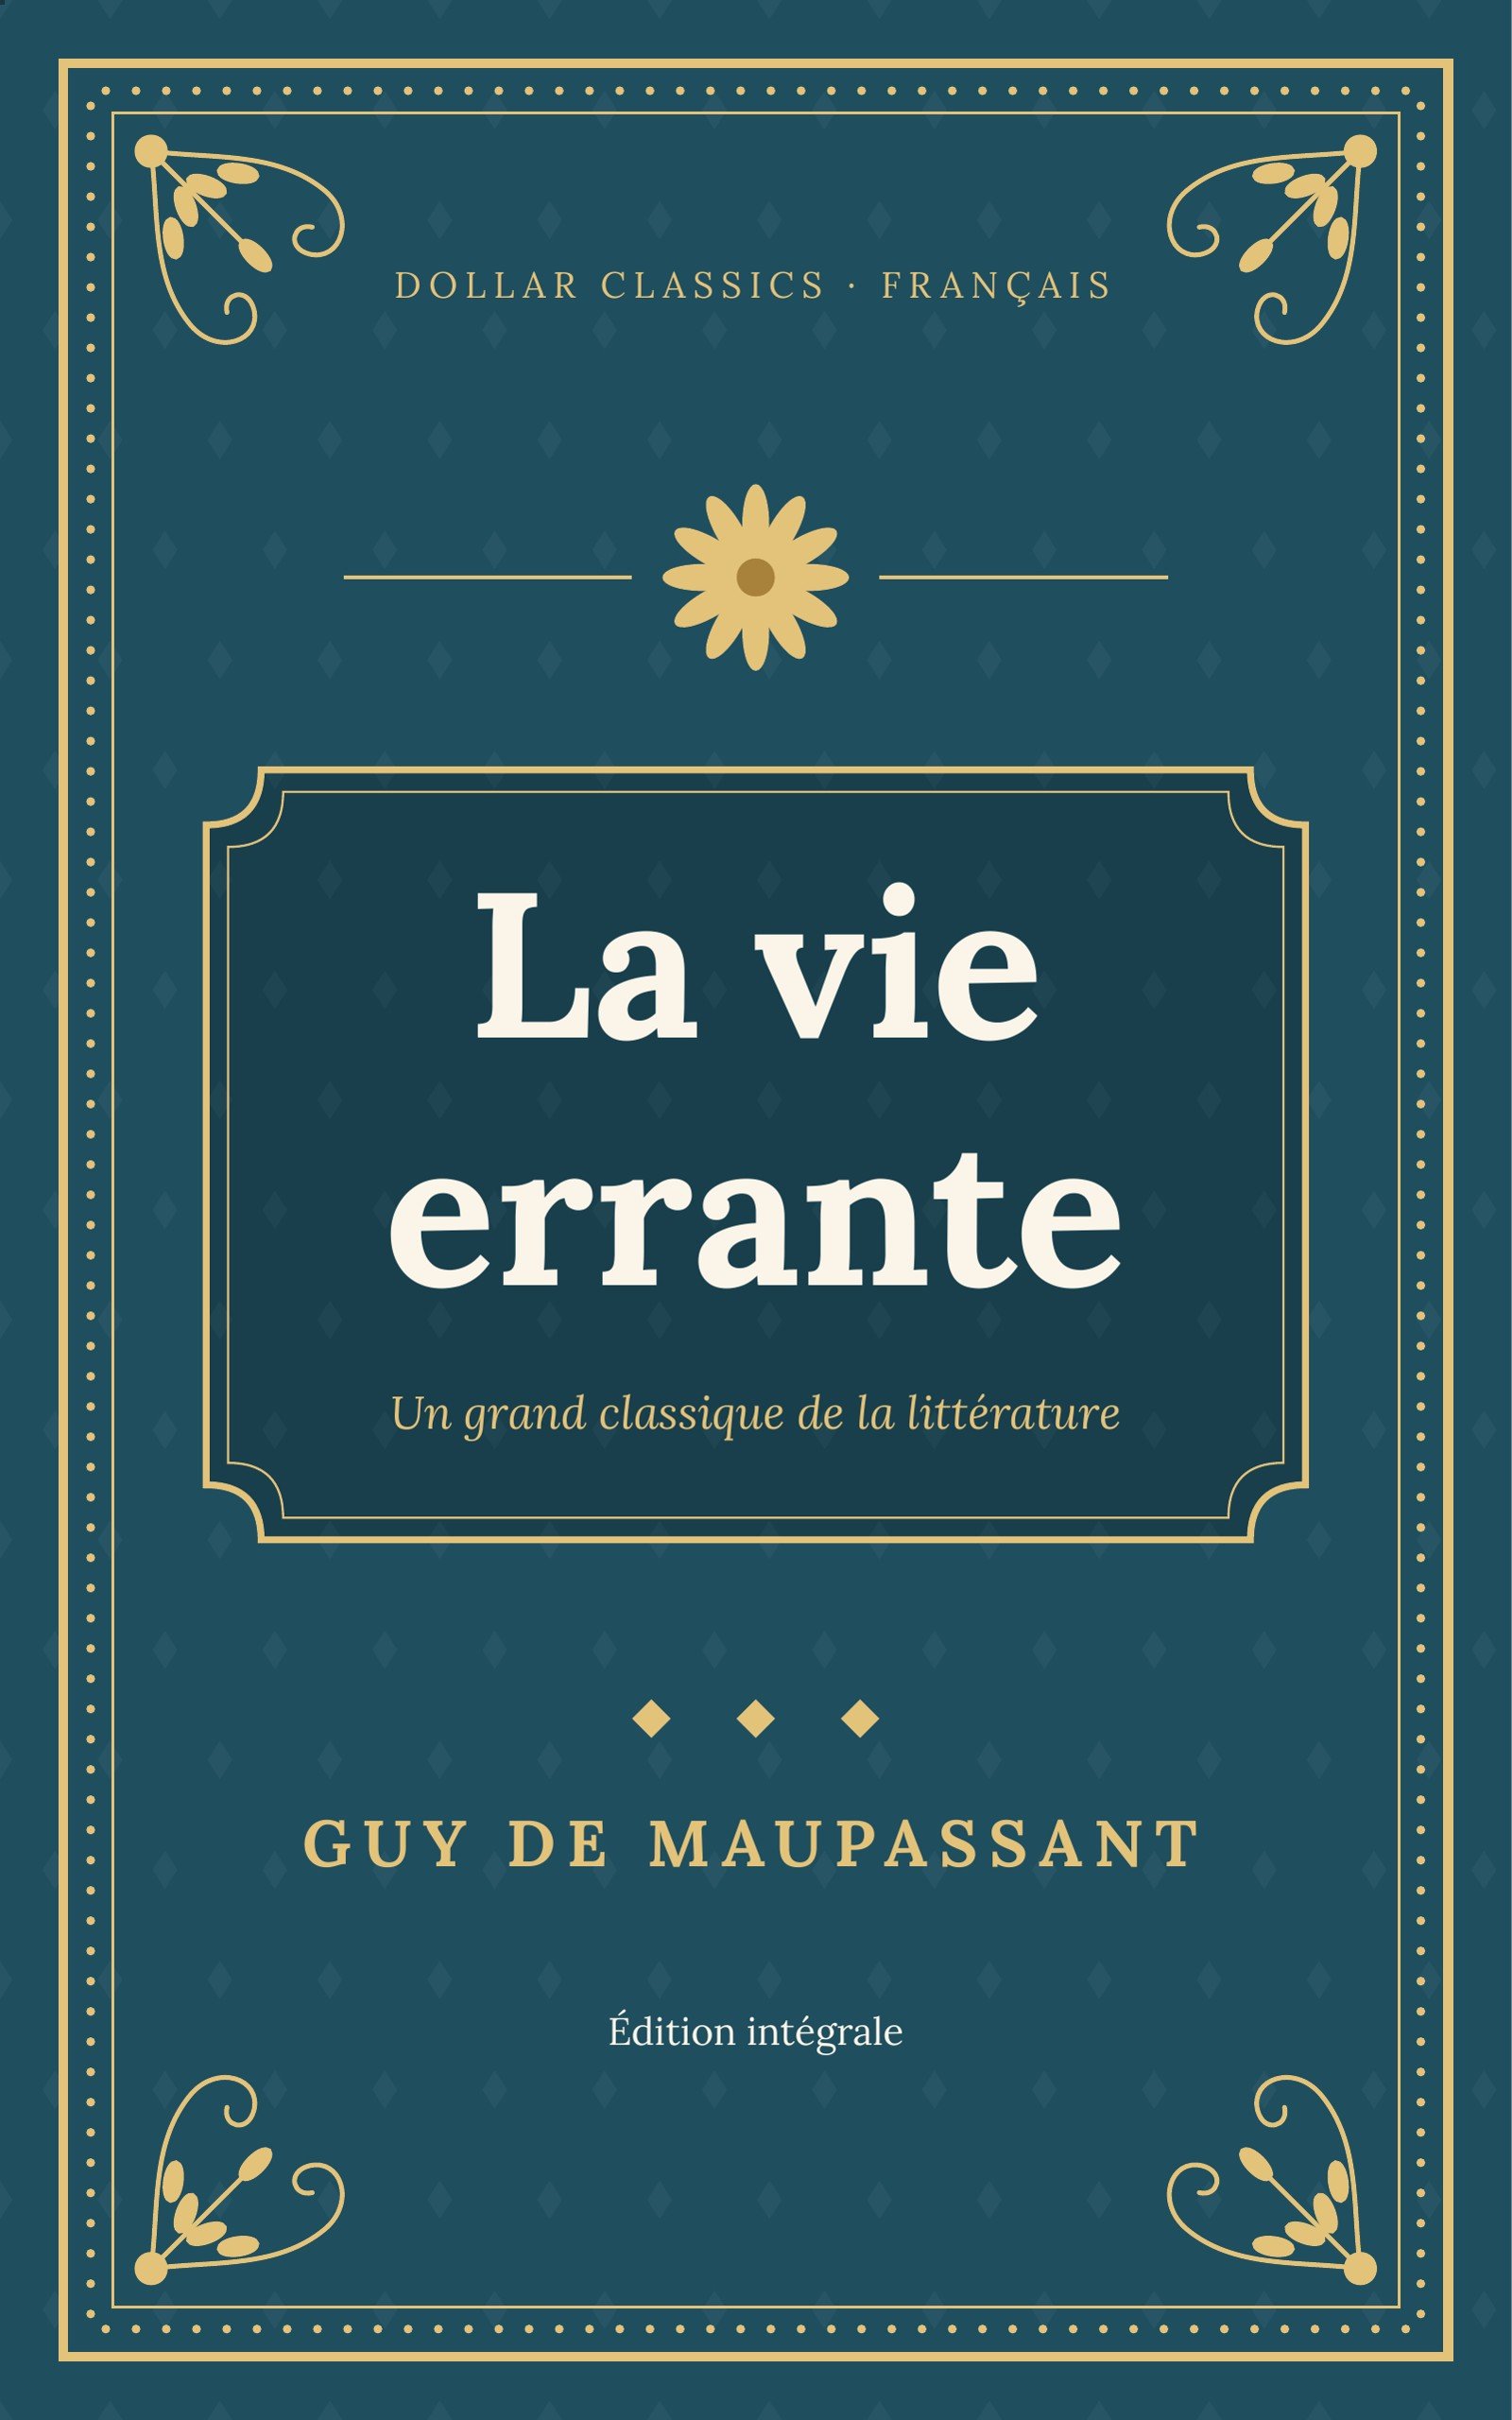 DOLLAR CLASSICS · FRANÇAIS
La vie
errante
Un grand classique de la littérature
GUY DE MAUPASSANT
Édition intégrale